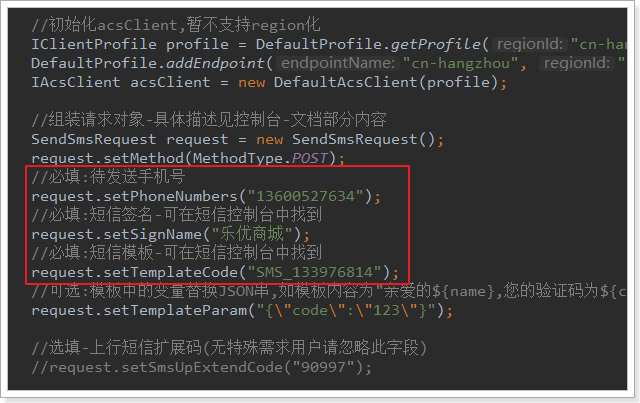 //初始化acsClient,暂不支持region化
IClientProfile profile = DefaultProfile.getProfile( regionId: "cn-hang
DefaultProfile.addEndpoint( endpointName: "cn-hangzhou", regionId: "
IAcsClient acsClient = new DefaultAcsClient(profile);
//组装请求对象-具体描述见控制台-文档部分内容
SendSmsRequest request = new SendSmsRequest();
request.setMethod(MethodType.POST);
//必填:待发送手机号
request.setPhoneNumbers("13600527634");
//必填:短信签名-可在短信控制台中找到
request.setSignName("乐优商城");
//必填:短信模板-可在短信控制台中找到
request.setTemplateCode("SMS_133976814");
//可选:模板中的变量替换JSON串,如模板内容为"亲爱的${name},您的验证码为${c
request.setTemplateParam("{\"code\":\"123\"}");
//选填-上行短信扩展码(无特殊需求用户请忽略此字段)
//request.setSmsUpExtendCode("90997");